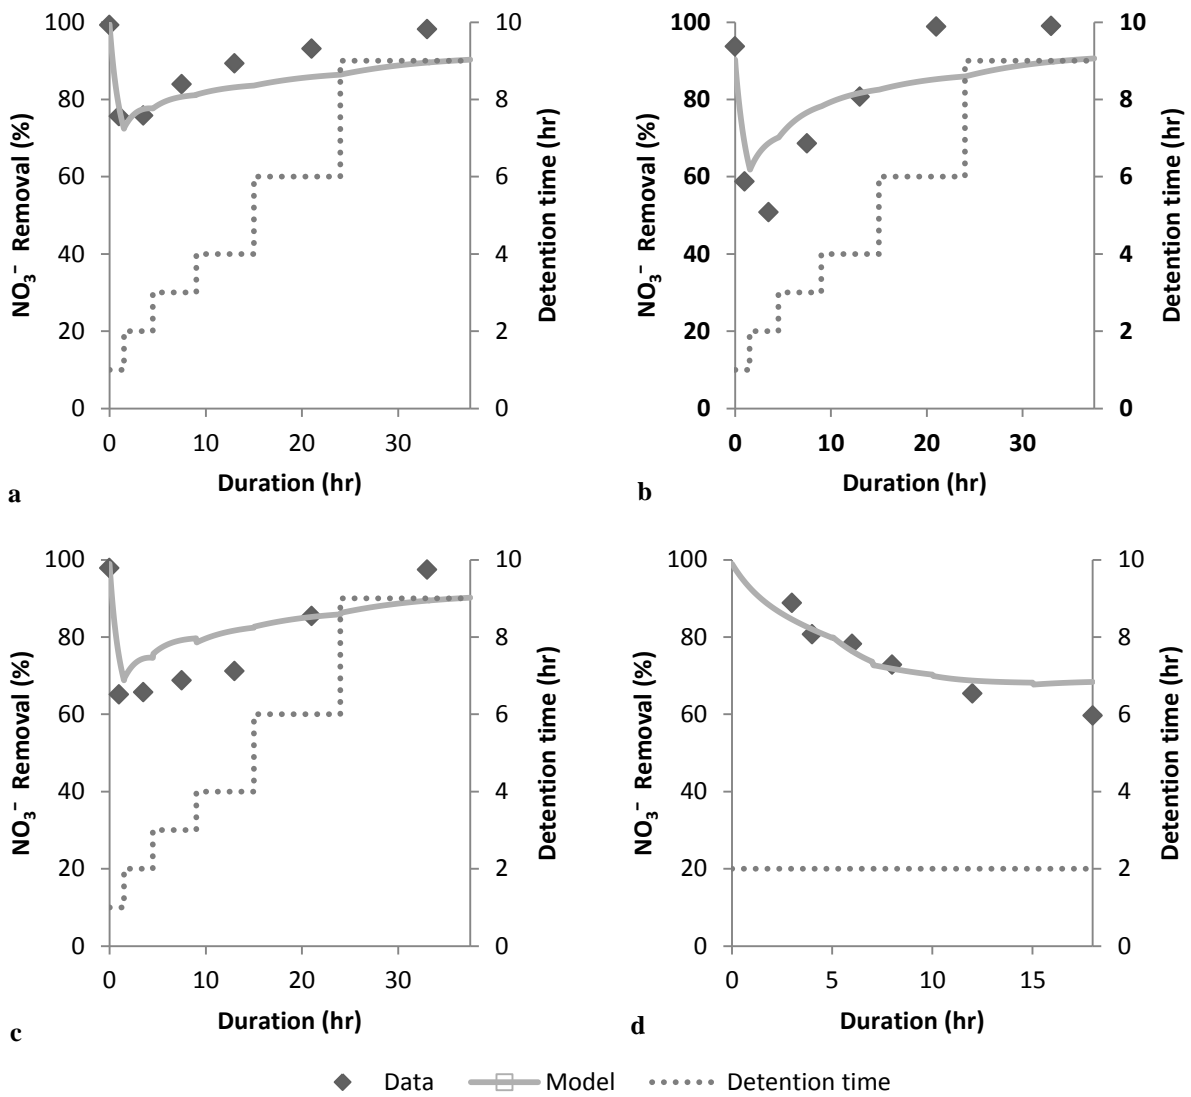 100
80
60
40
20
0
NO₃⁻ Removal (%)
10
8
6
4
2
0
Detention time (hr)
0 10 20 30
Duration (hr)
a
100
80
60
40
20
0
NO₃⁻ Removal (%)
10
8
6
4
2
0
Detention time (hr)
0 10 20 30
Duration (hr)
b
100
80
60
40
20
0
NO₃⁻ Removal (%)
10
8
6
4
2
0
Detention time (hr)
0 10 20 30
Duration (hr)
c
100
80
60
40
20
0
NO₃⁻ Removal (%)
10
8
6
4
2
0
Detention time (hr)
0 5 10 15
Duration (hr)
d
Data Model Detention time